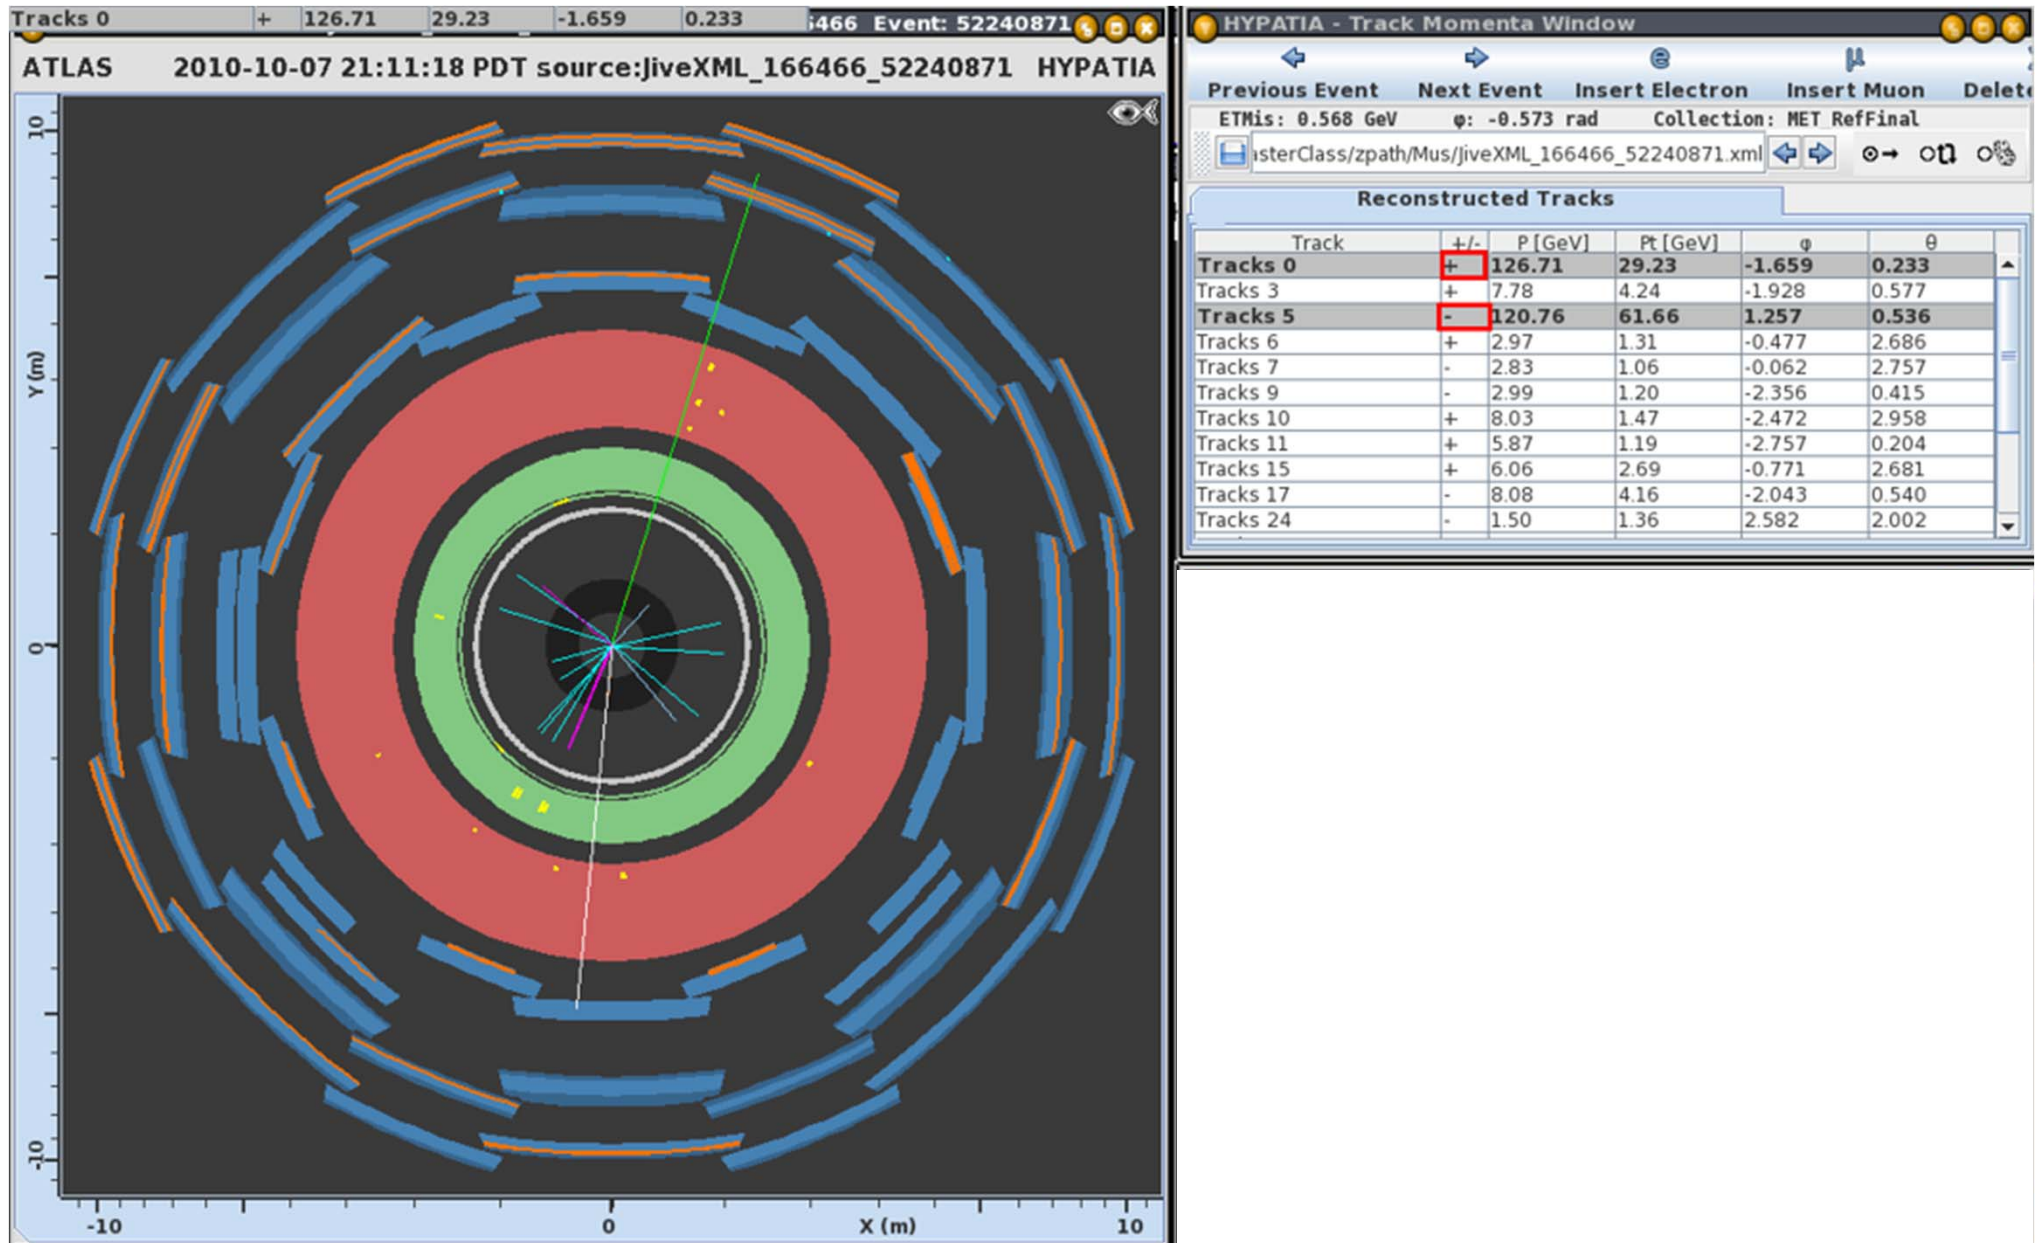 Tracks 0 + 126.71 29.23 -1.659 0.233
466 Event: 52240871
ATLAS 2010-10-07 21:11:18 PDT source:JiveXML_166466_52240871 HYPATIA
10
Y (m)
0
-10
-10 0 X (m) 10
HYPATIA - Track Momenta Window
e μ
Previous Event Next Event Insert Electron Insert Muon Delete
ETMis: 0.568 GeV φ: -0.573 rad Collection: MET_RefFinal
asterClass/zpath/Mus/JiveXML_166466_52240871.xml
Reconstructed Tracks
Track +/- P [GeV] Pt [GeV] φ θ
Tracks 0 + 126.71 29.23 -1.659 0.233
Tracks 3 + 7.78 4.24 -1.928 0.577
Tracks 5 - 120.76 61.66 1.257 0.536
Tracks 6 + 2.97 1.31 -0.477 2.686
Tracks 7 - 2.83 1.06 -0.062 2.757
Tracks 9 - 2.99 1.20 -2.356 0.415
Tracks 10 + 8.03 1.47 -2.472 2.958
Tracks 11 + 5.87 1.19 -2.757 0.204
Tracks 15 + 6.06 2.69 -0.771 2.681
Tracks 17 - 8.08 4.16 -2.043 0.540
Tracks 24 - 1.50 1.36 2.582 2.002